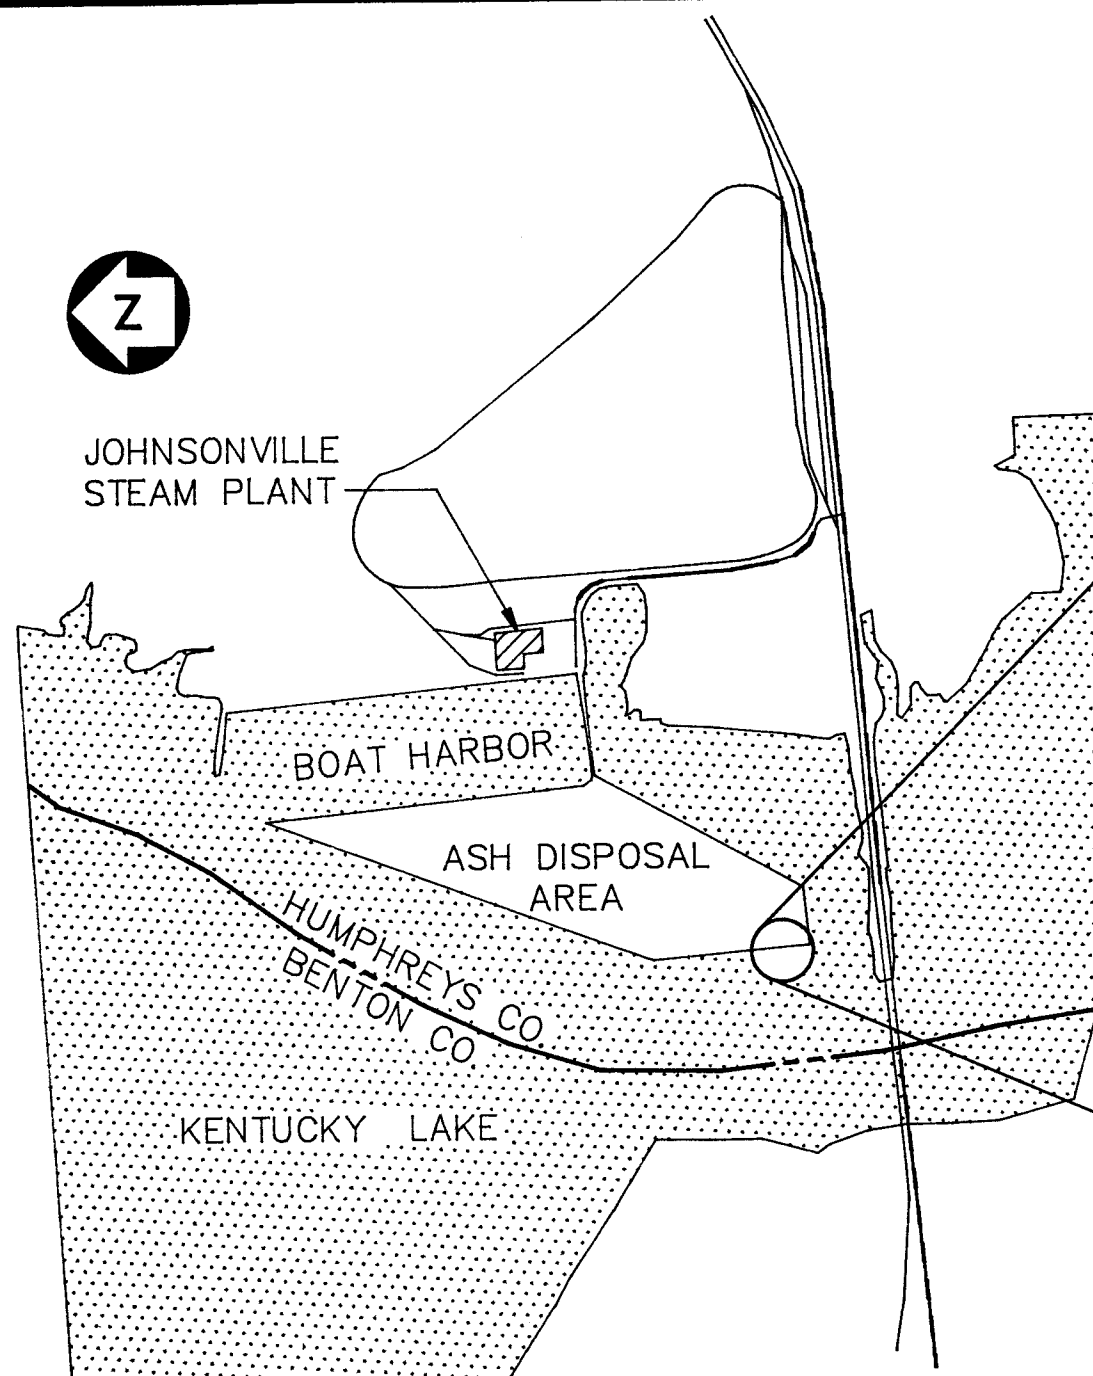 Z
JOHNSONVILLE
STEAM PLANT
BOAT HARBOR
ASH DISPOSAL
AREA
HUMPHREYS CO
BENTON CO
KENTUCKY LAKE